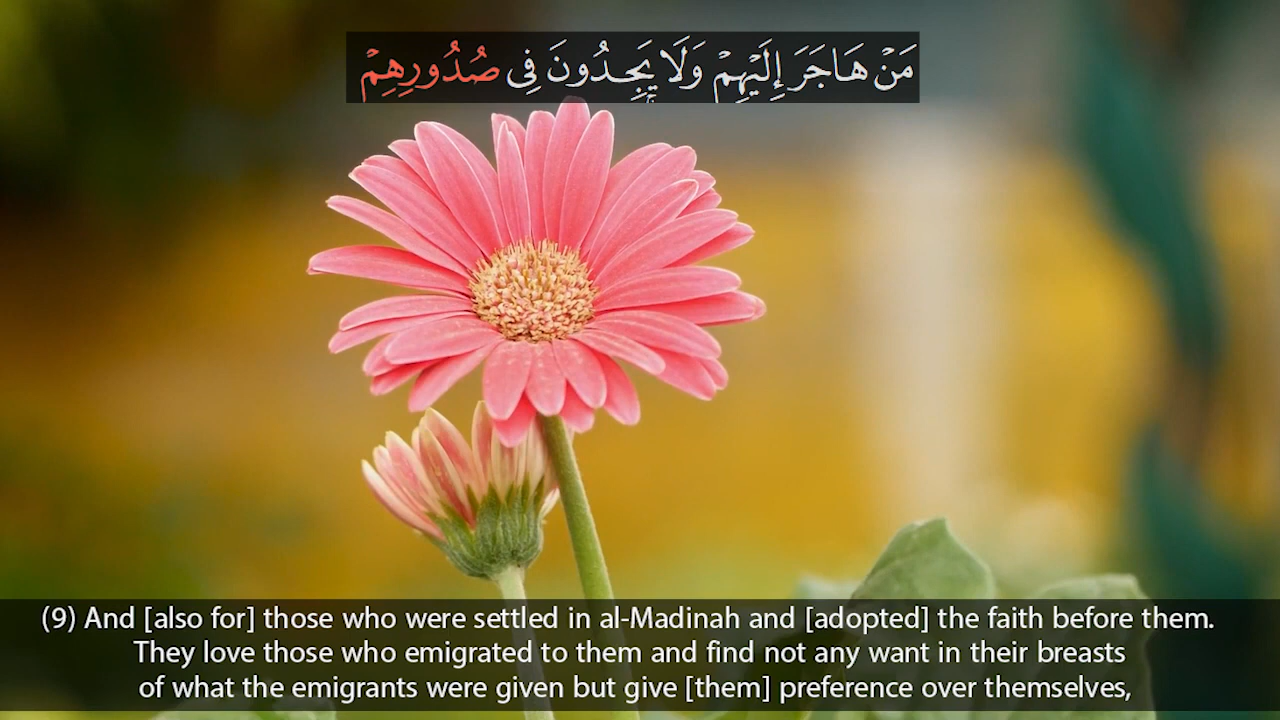 مَنْ هَاجَرَ إِلَيْهِمْ وَلَا يَجِدُونَ فِى صُدُورِهِمْ
(9) And [also for] those who were settled in al-Madinah and [adopted] the faith before them.
They love those who emigrated to them and find not any want in their breasts
of what the emigrants were given but give [them] preference over themselves,